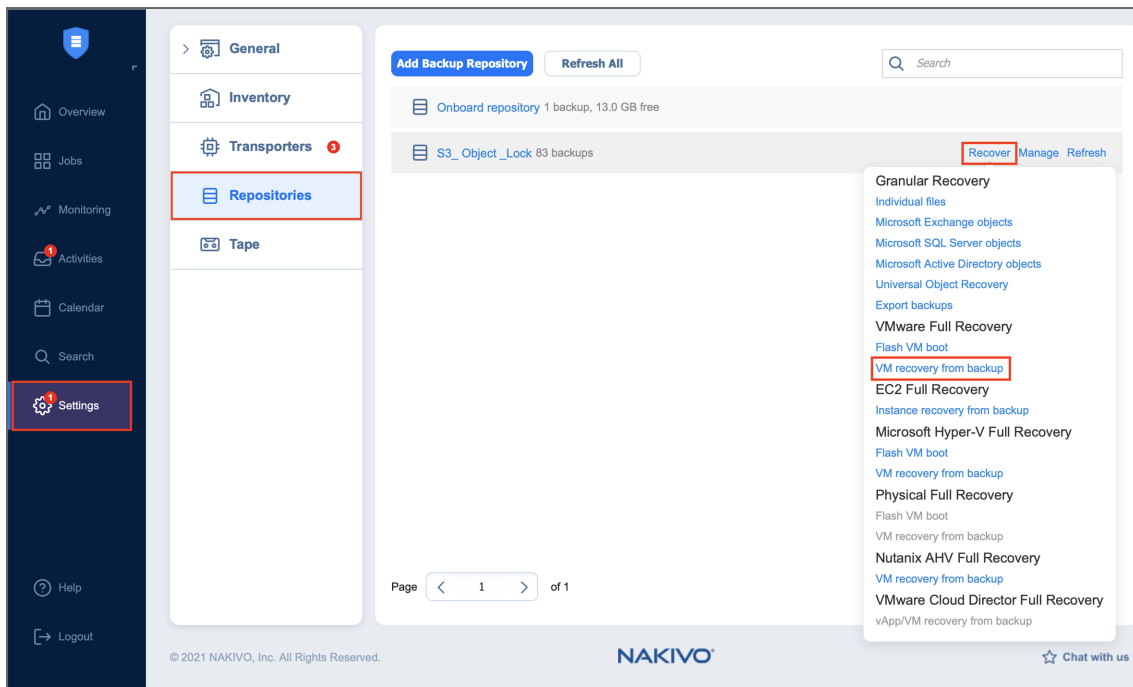 Overview
Jobs
Monitoring
1
Activities
Calendar
Search
1
Settings
Help
Logout
General
Inventory
Transporters 3
Repositories
Tape
Add Backup Repository Refresh All Search
Onboard repository 1 backup, 13.0 GB free
S3_ Object _Lock 83 backups Recover Manage Refresh
Granular Recovery
Individual files
Microsoft Exchange objects
Microsoft SQL Server objects
Microsoft Active Directory objects
Universal Object Recovery
Export backups
VMware Full Recovery
Flash VM boot
VM recovery from backup
EC2 Full Recovery
Instance recovery from backup
Microsoft Hyper-V Full Recovery
Flash VM boot
VM recovery from backup
Physical Full Recovery
Flash VM boot
VM recovery from backup
Nutanix AHV Full Recovery
VM recovery from backup
VMware Cloud Director Full Recovery
vApp/VM recovery from backup
Page 1 of 1
© 2021 NAKIVO, Inc. All Rights Reserved. NAKIVO® Chat with us